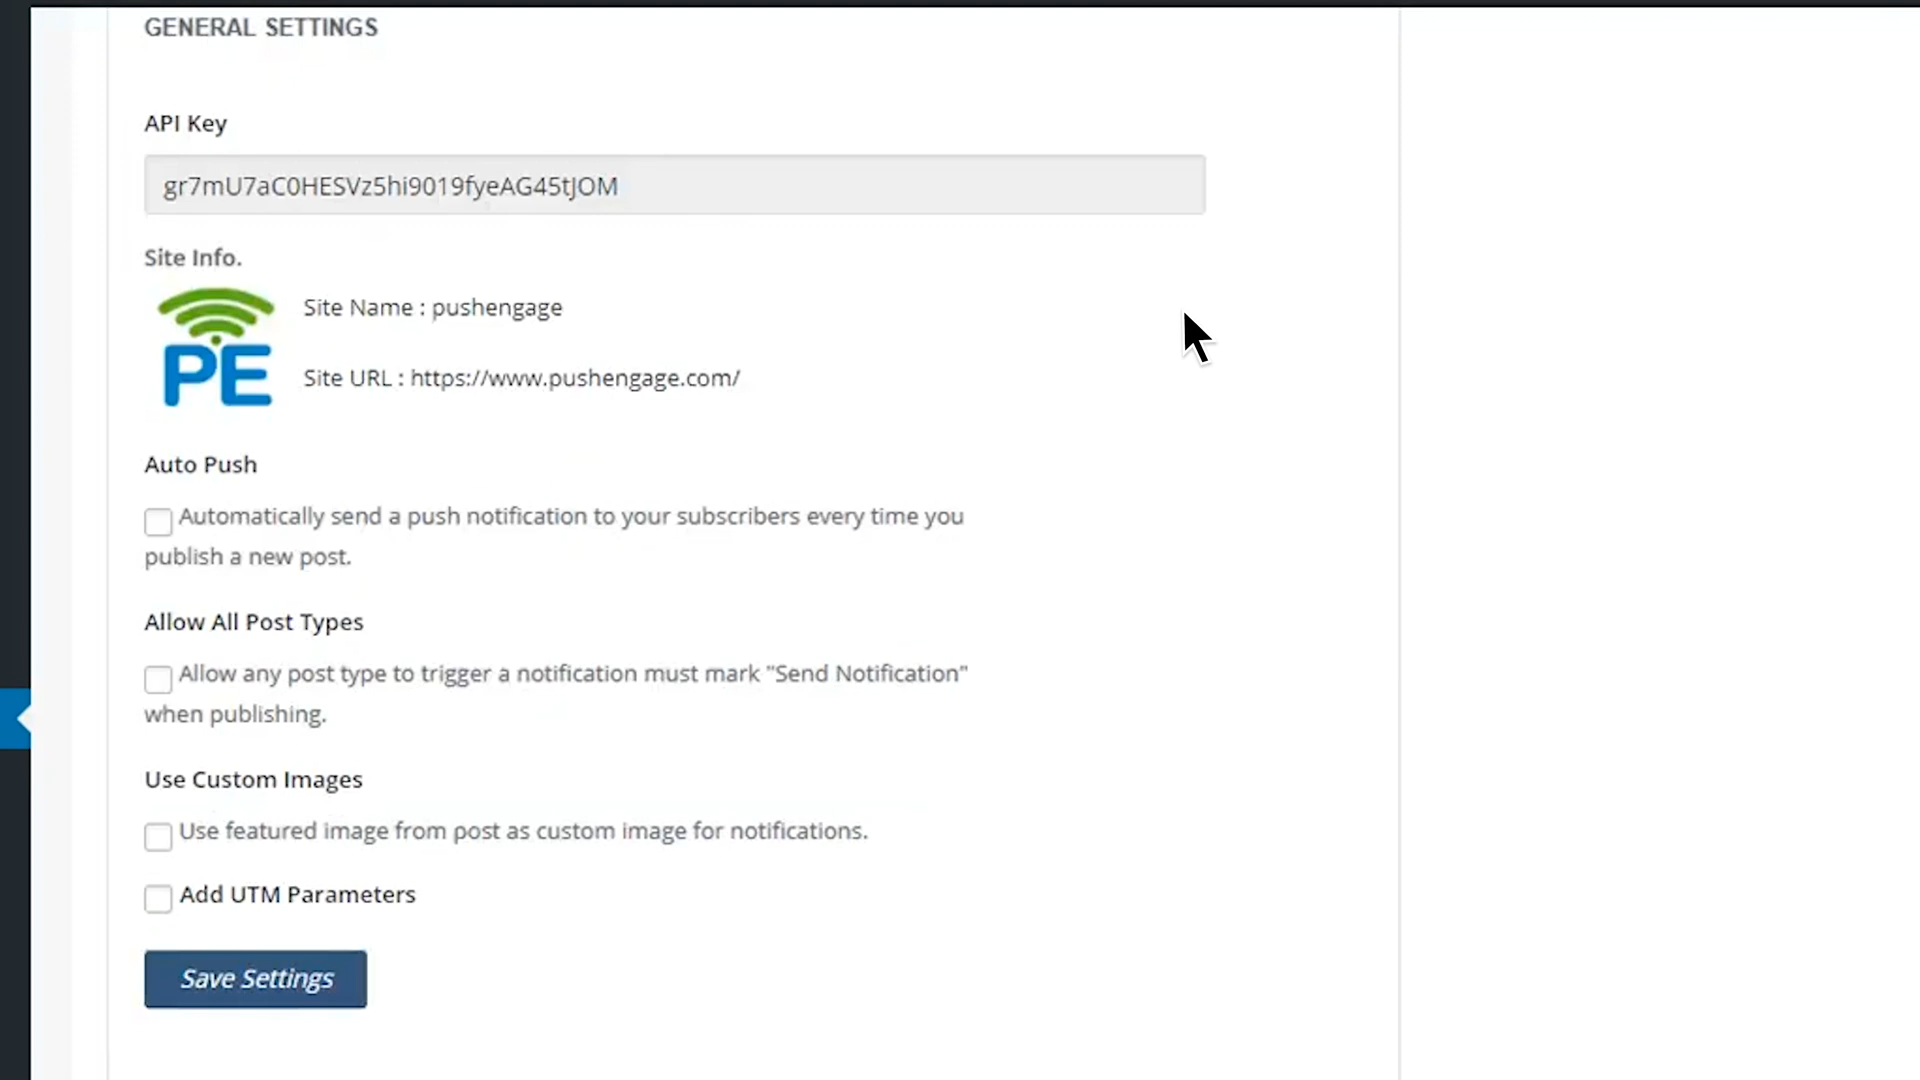 GENERAL SETTINGS
API Key
gr7mU7aC0HESVz5hi9019fyeAG45tJOM
Site Info.
PE
Site Name : pushengage
Site URL : https://www.pushengage.com/
Auto Push
Automatically send a push notification to your subscribers every time you
publish a new post.
Allow All Post Types
Allow any post type to trigger a notification must mark "Send Notification"
when publishing.
Use Custom Images
Use featured image from post as custom image for notifications.
Add UTM Parameters
Save Settings